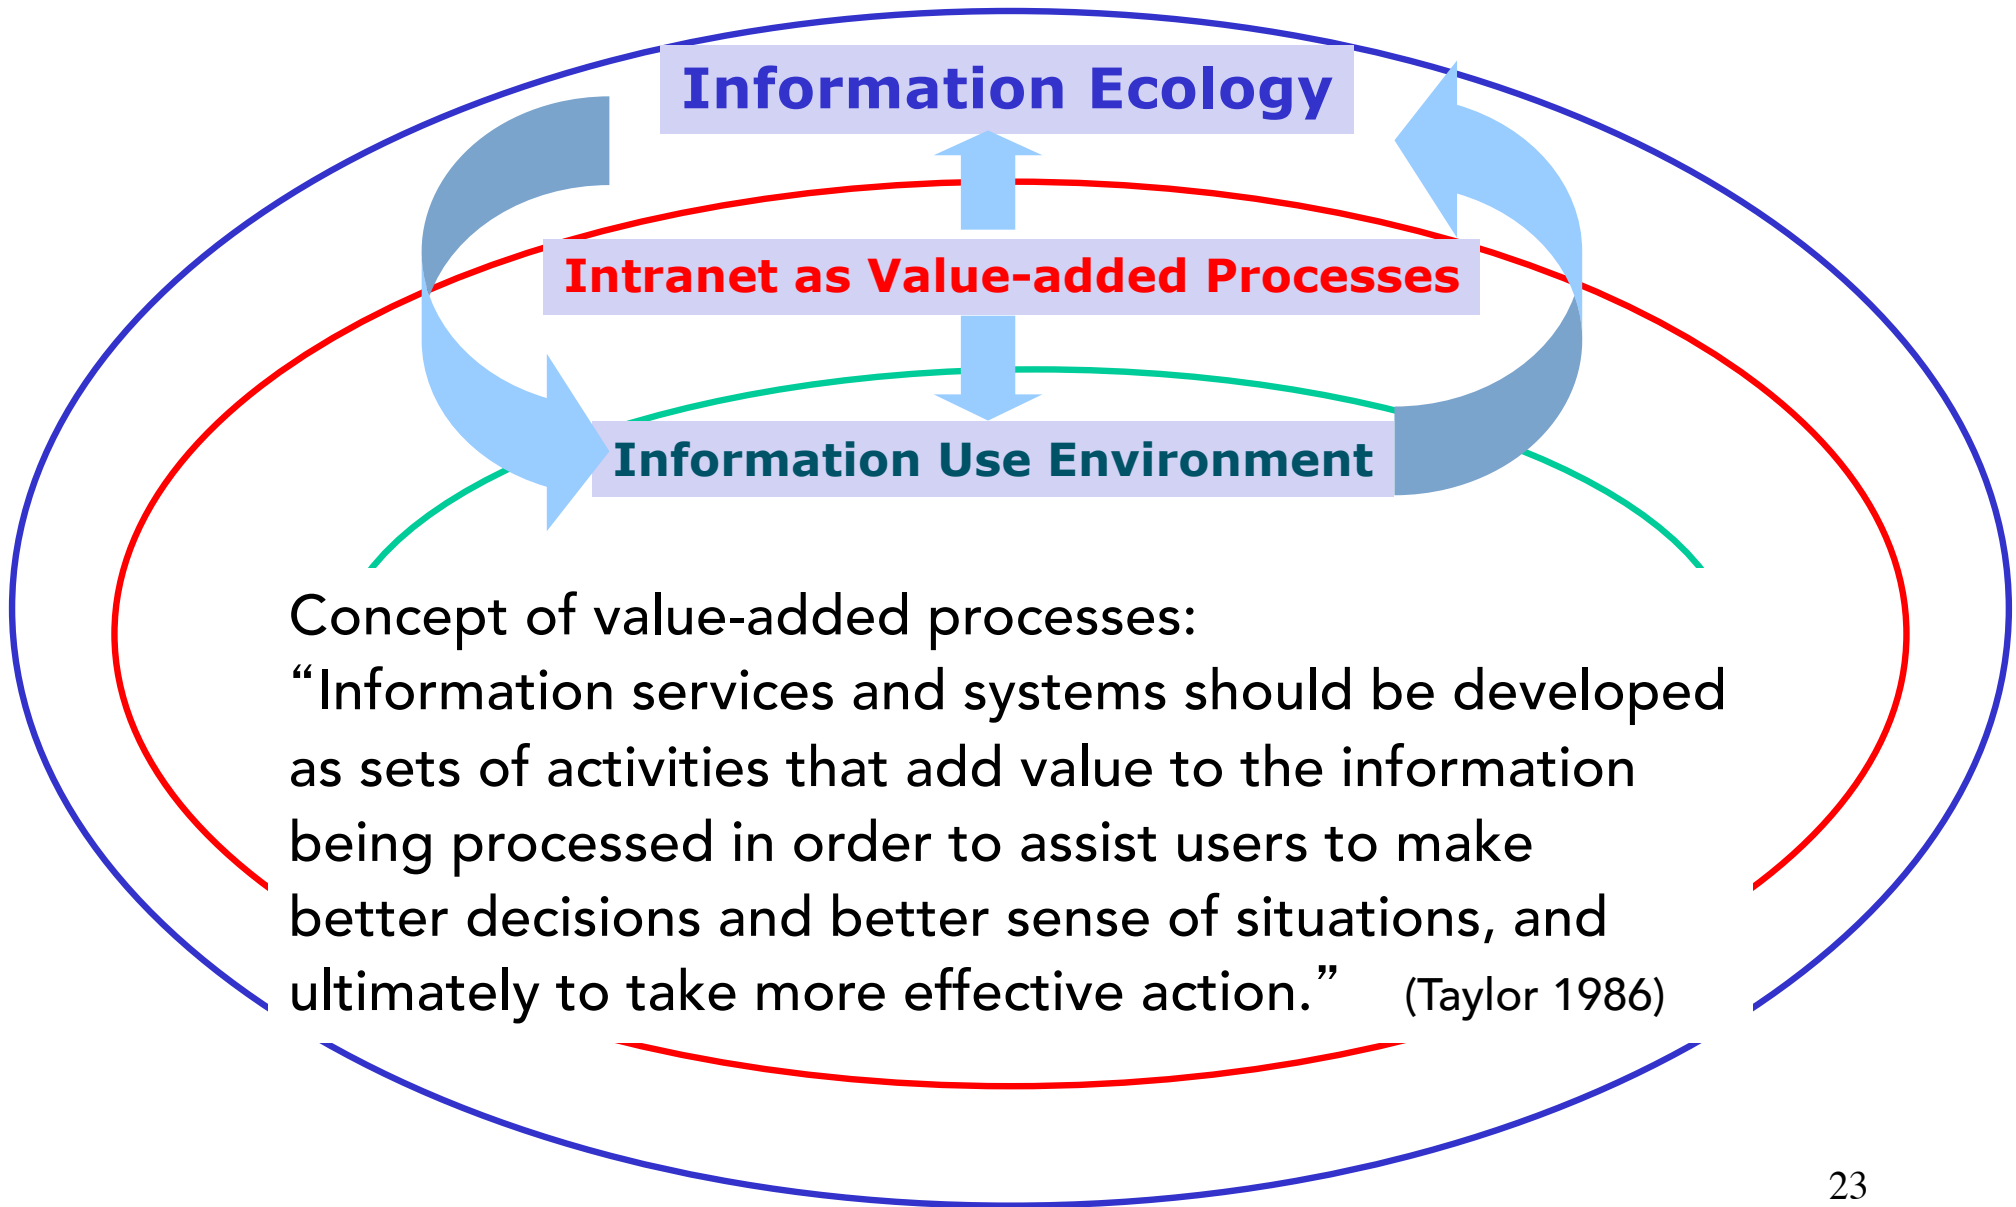 Information Ecology
Intranet as Value-added Processes
Information Use Environment
Concept of value-added processes:
“Information services and systems should be developed
as sets of activities that add value to the information
being processed in order to assist users to make
better decisions and better sense of situations, and
ultimately to take more effective action.” (Taylor 1986)
23